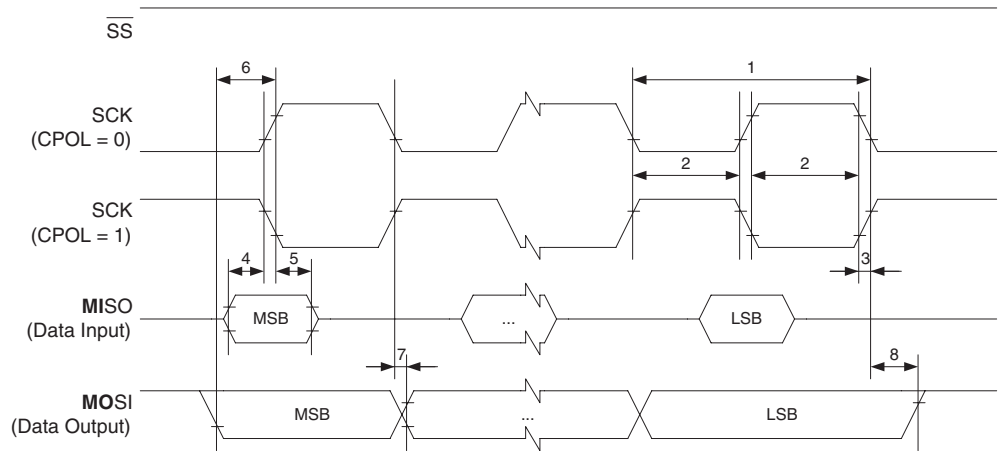 SS
6
1
SCK
(CPOL = 0)
2
2
SCK
(CPOL = 1)
4
5
3
MISO
(Data Input)
MSB
...
LSB
7
8
MOSI
(Data Output)
MSB
...
LSB